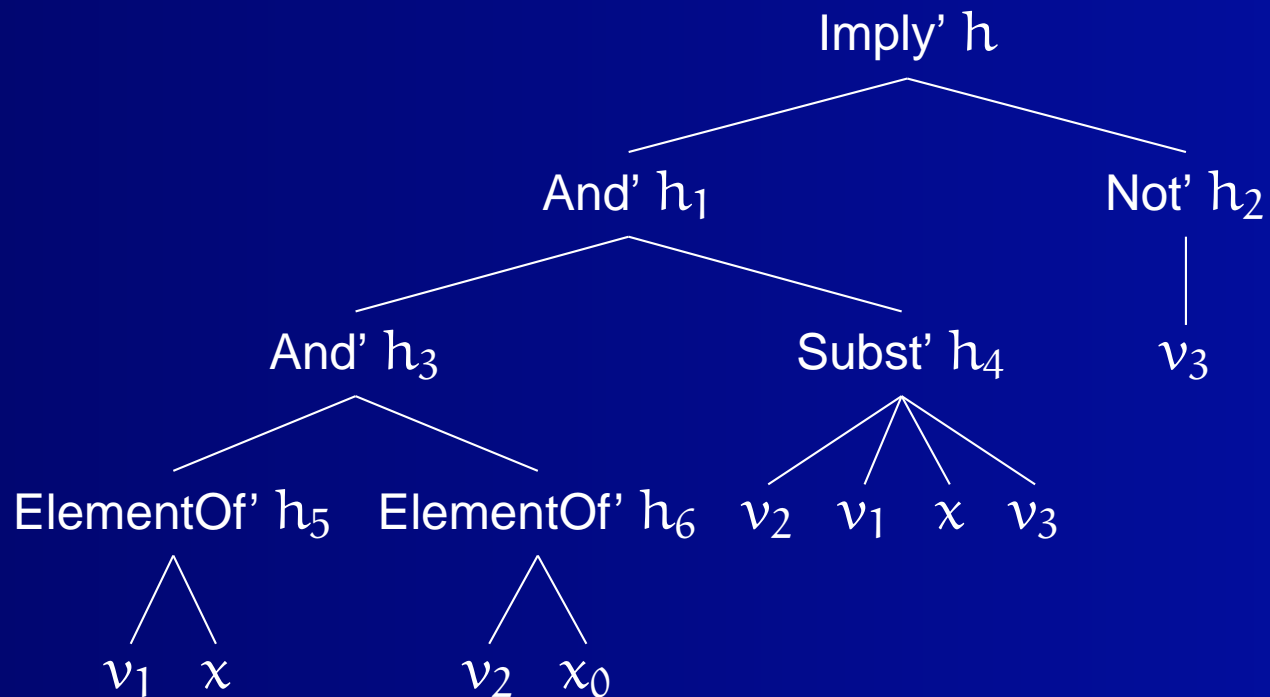 Imply’ h
And’ h₁ Not’ h₂
And’ h₃ Subst’ h₄ v₃
ElementOf’ h₅ ElementOf’ h₆ v₂ v₁ x v₃
v₁ x v₂ x₀